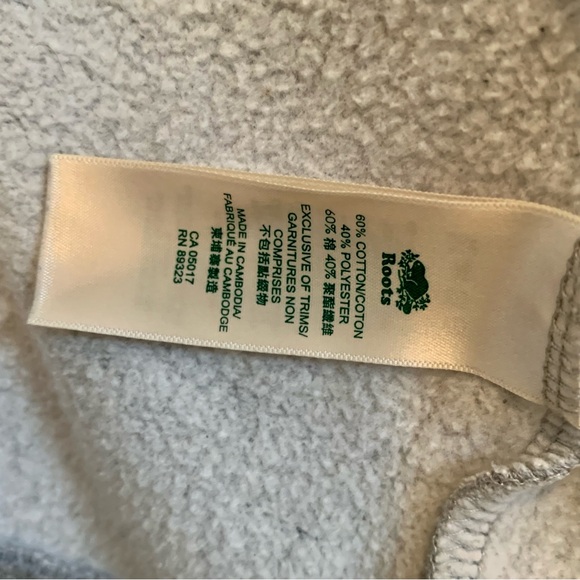 Roots
60% COTTON/COTON
40% POLYESTER
60% 棉 40% 聚酯纖維
EXCLUSIVE OF TRIMS/
GARNITURES NON
COMPRISES
不包括點綴物
MADE IN CAMBODIA/
FABRIQUÉ AU CAMBODGE
柬埔寨製造
CA 05017
RN 89323